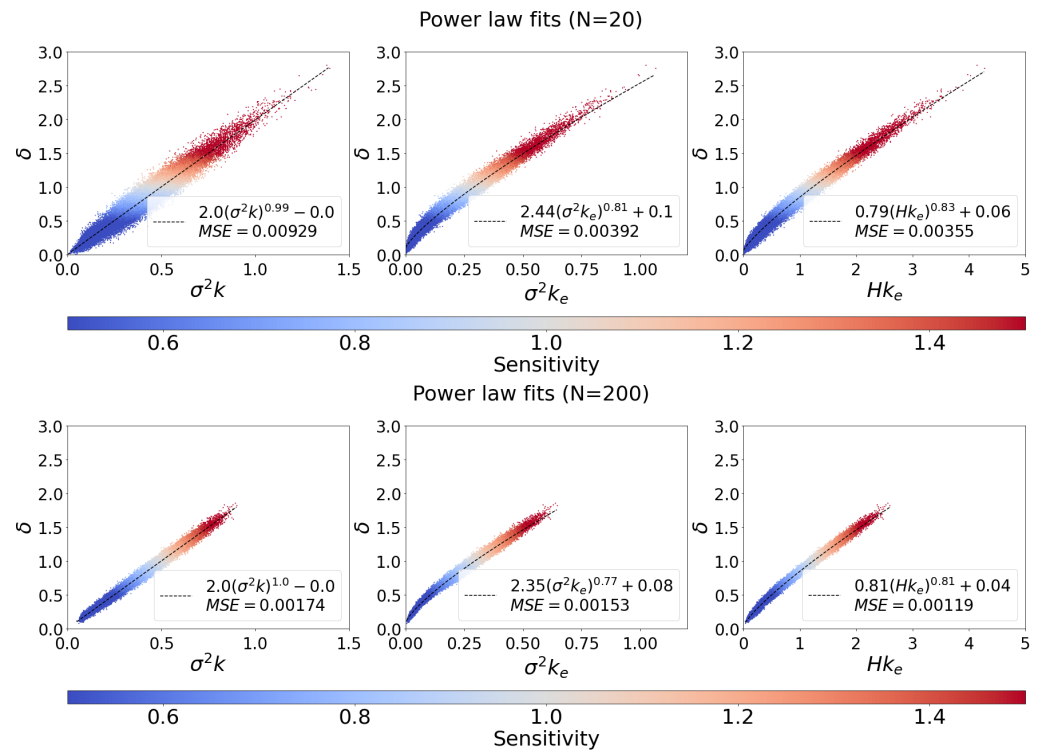 Power law fits (N=20)
3.0
2.5
2.0
1.5
1.0
0.5
0.0
δ
0.0 0.5 1.0 1.5
σ²k
2.0(σ²k)^0.99 − 0.0
MSE = 0.00929
3.0
2.5
2.0
1.5
1.0
0.5
0.0
δ
0.00 0.25 0.50 0.75 1.00
σ²kₑ
2.44(σ²kₑ)^0.81 + 0.1
MSE = 0.00392
3.0
2.5
2.0
1.5
1.0
0.5
0.0
δ
0 1 2 3 4 5
Hkₑ
0.79(Hkₑ)^0.83 + 0.06
MSE = 0.00355
0.6 0.8 1.0 1.2 1.4
Sensitivity
Power law fits (N=200)
3.0
2.5
2.0
1.5
1.0
0.5
0.0
δ
0.0 0.5 1.0 1.5
σ²k
2.0(σ²k)^1.0 − 0.0
MSE = 0.00174
3.0
2.5
2.0
1.5
1.0
0.5
0.0
δ
0.00 0.25 0.50 0.75 1.00
σ²kₑ
2.35(σ²kₑ)^0.77 + 0.08
MSE = 0.00153
3.0
2.5
2.0
1.5
1.0
0.5
0.0
δ
0 1 2 3 4 5
Hkₑ
0.81(Hkₑ)^0.81 + 0.04
MSE = 0.00119
0.6 0.8 1.0 1.2 1.4
Sensitivity